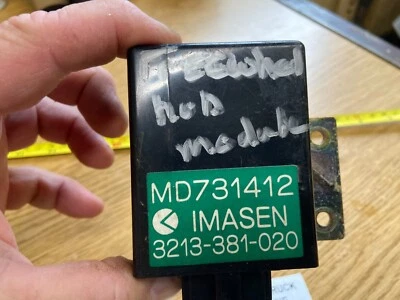 FREEwheel
HUB
module
MD731412
IMASEN
3213-381-020